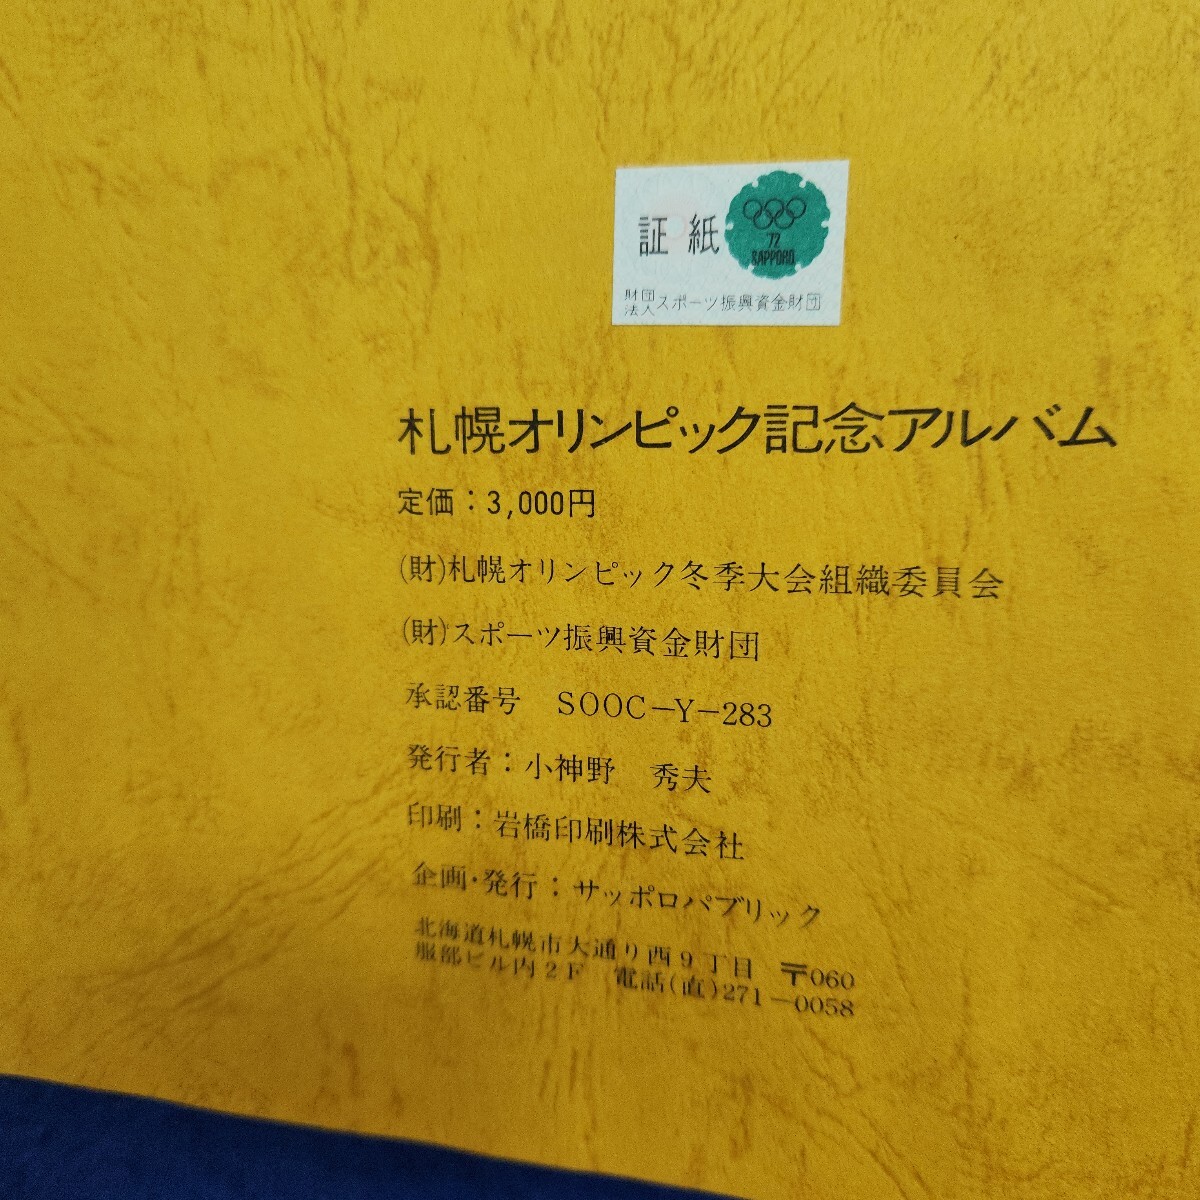 証紙
'72
SAPPORO
財団法人スポーツ振興資金財団
札幌オリンピック記念アルバム
定価：3,000円
(財)札幌オリンピック冬季大会組織委員会
(財)スポーツ振興資金財団
承認番号　SOOC－Y－283
発行者：小神野　秀夫
印刷：岩橋印刷株式会社
企画・発行：サッポロパブリック
北海道札幌市大通り西9丁目　〒060
服部ビル内2F　電話(直)271－0058